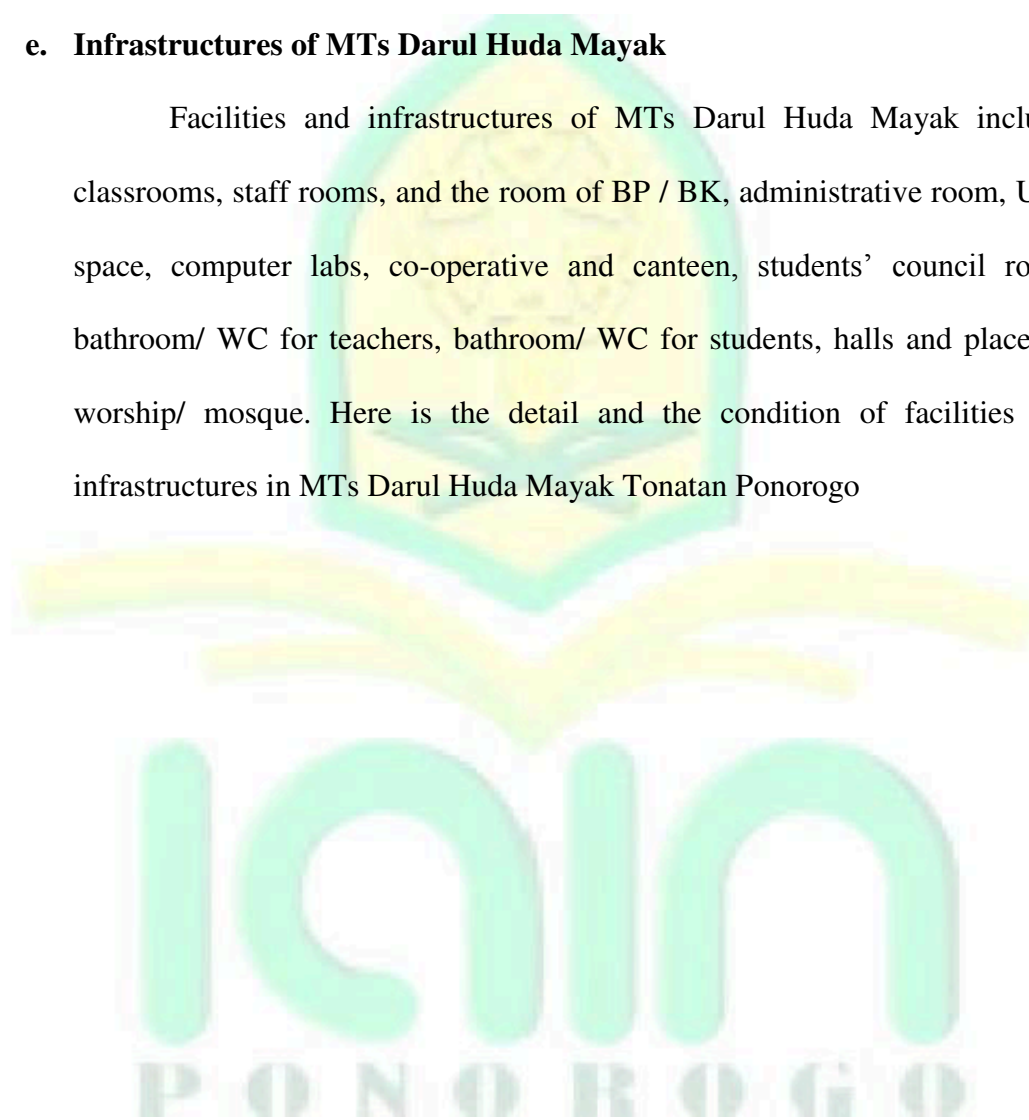 e. Infrastructures of MTs Darul Huda Mayak
Facilities and infrastructures of MTs Darul Huda Mayak
classrooms, staff rooms, and the room of BP / BK, administrative room,
space, computer labs, co-operative and canteen, students’ council
bathroom/ WC for teachers, bathroom/ WC for students, halls and
worship/ mosque. Here is the detail and the condition of facilities
infrastructures in MTs Darul Huda Mayak Tonatan Ponorogo
iain
PONOROGO